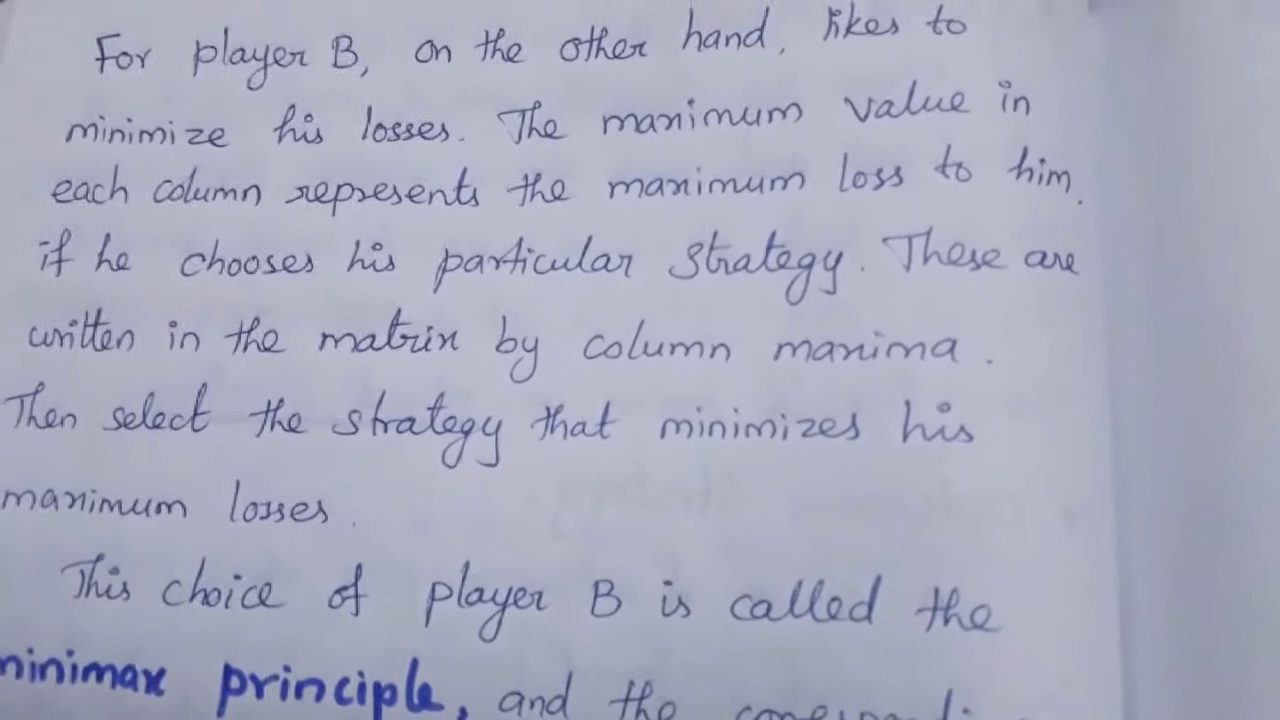 For player B, on the other hand, likes to
minimize his losses. The maximum value in
each column represents the maximum loss to him,
if he chooses his particular strategy. These are
written in the matrix by column maxima.
Then select the strategy that minimizes his
maximum losses.
This choice of player B is called the
minimax principle, and the